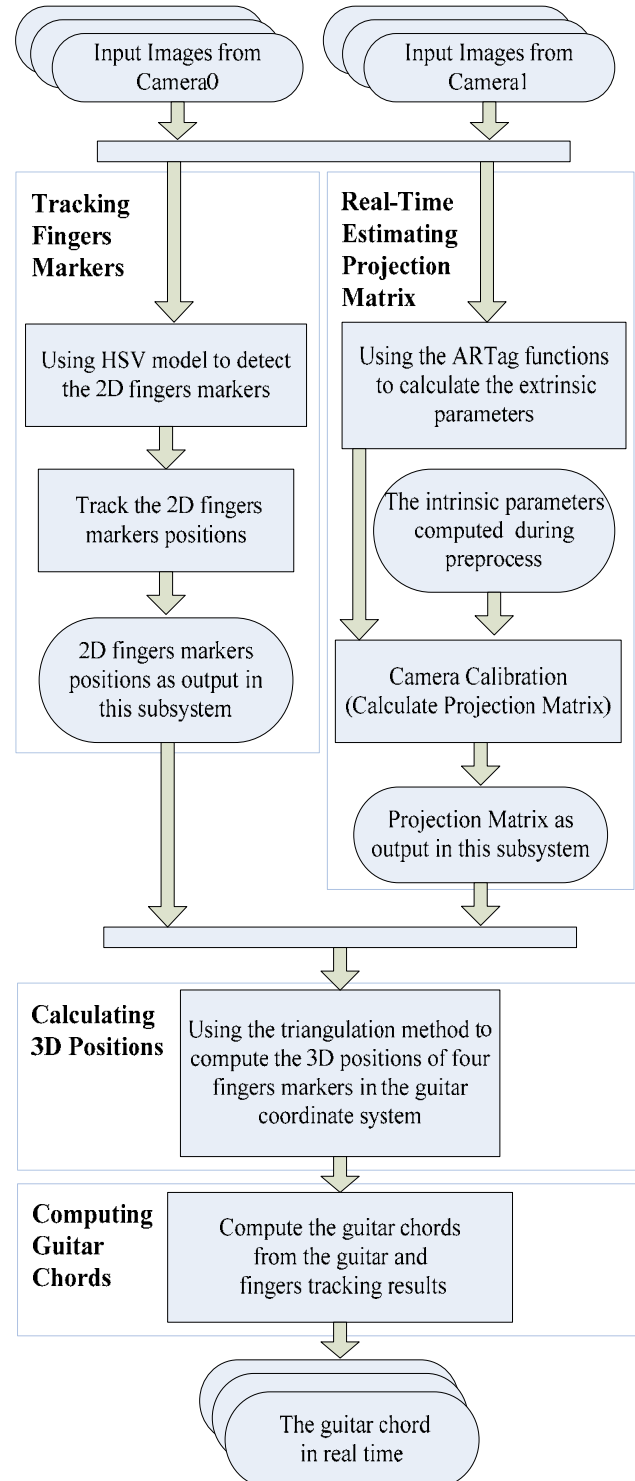 Input Images from
Camera0
Input Images from
Camera1
Tracking
Fingers
Markers
Using HSV model to detect
the 2D fingers markers
Track the 2D fingers
markers positions
2D fingers markers
positions as output in
this subsystem
Real-Time
Estimating
Projection
Matrix
Using the ARTag functions
to calculate the extrinsic
parameters
The intrinsic parameters
computed during
preprocess
Camera Calibration
(Calculate Projection Matrix)
Projection Matrix as
output in this subsystem
Calculating
3D Positions
Using the triangulation method to
compute the 3D positions of four
fingers markers in the guitar
coordinate system
Computing
Guitar
Chords
Compute the guitar chords
from the guitar and
fingers tracking results
The guitar chord
in real time